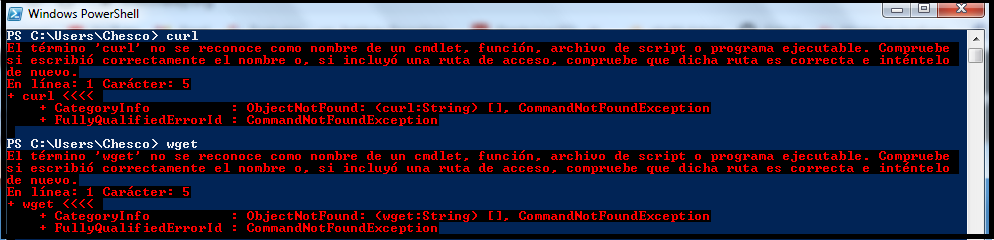 Windows PowerShell
PS C:\Users\Chesco> curl
El término 'curl' no se reconoce como nombre de un cmdlet, función, archivo de script o programa ejecutable. Compruebe
si escribió correctamente el nombre o, si incluyó una ruta de acceso, compruebe que dicha ruta es correcta e inténtelo
de nuevo.
En línea: 1 Carácter: 5
+ curl <<<<
    + CategoryInfo          : ObjectNotFound: (curl:String) [], CommandNotFoundException
    + FullyQualifiedErrorId : CommandNotFoundException
PS C:\Users\Chesco> wget
El término 'wget' no se reconoce como nombre de un cmdlet, función, archivo de script o programa ejecutable. Compruebe
si escribió correctamente el nombre o, si incluyó una ruta de acceso, compruebe que dicha ruta es correcta e inténtelo
de nuevo.
En línea: 1 Carácter: 5
+ wget <<<<
    + CategoryInfo          : ObjectNotFound: (wget:String) [], CommandNotFoundException
    + FullyQualifiedErrorId : CommandNotFoundException